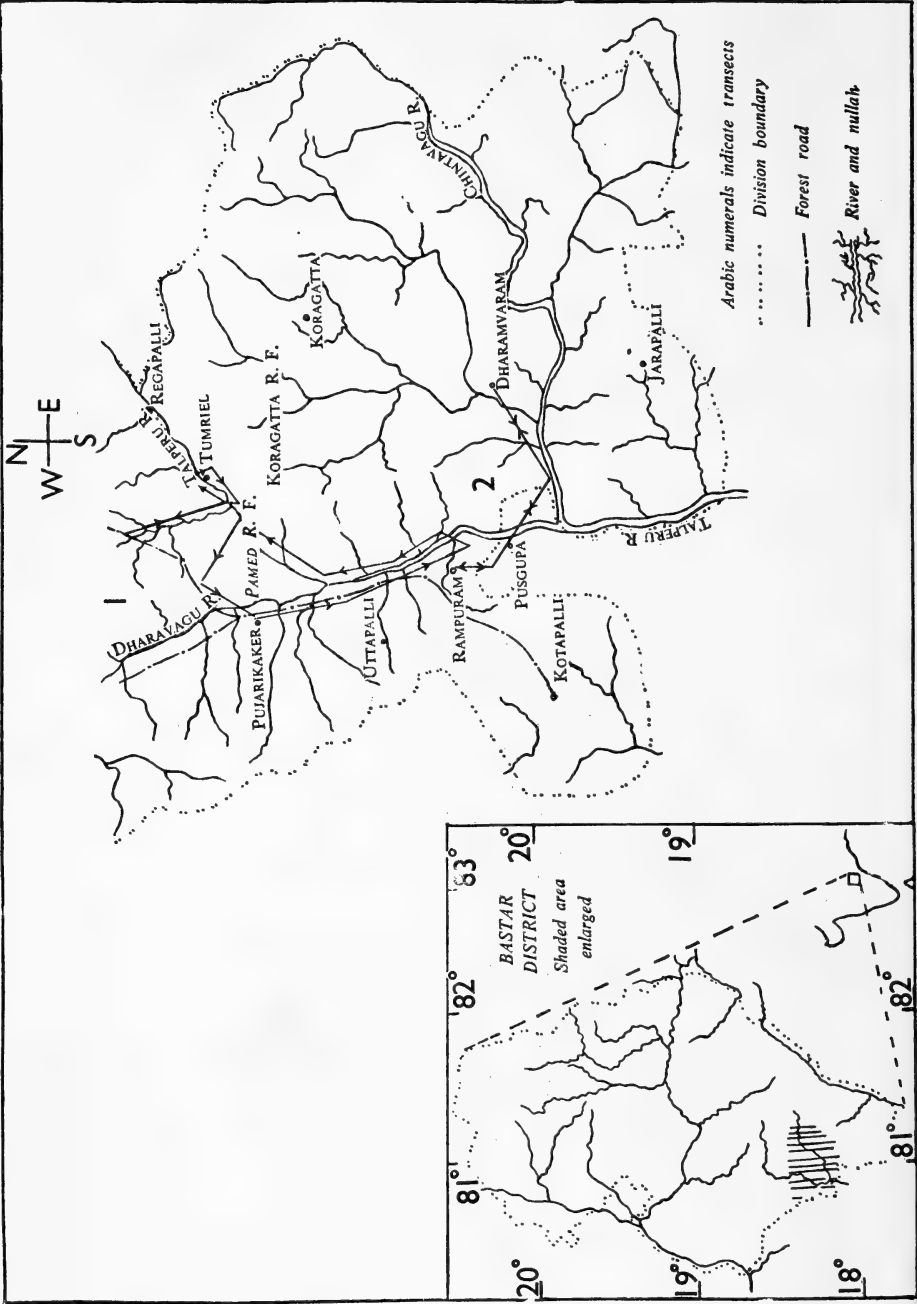 N
W E
S
1
DHARAVAGU R.
TALPERU R.
REGAPALLI
TUMRIEL
PAMED R. F.
KORAGATTA R. F.
KORAGATTA
PUJARIKAKER
UTTAPALLI
CHINTAVAGU R.
2
RAMPURAM
PUSGUPA
DHARAMVARAM
KOTAPALLI
JARAPALLI
TALPERU R.
Arabic numerals indicate transects
Division boundary
Forest road
River and nullah
BASTAR
DISTRICT
Shaded area
enlarged
81°
82°
83°
20°
20°
19°
19°
18°
81°
82°